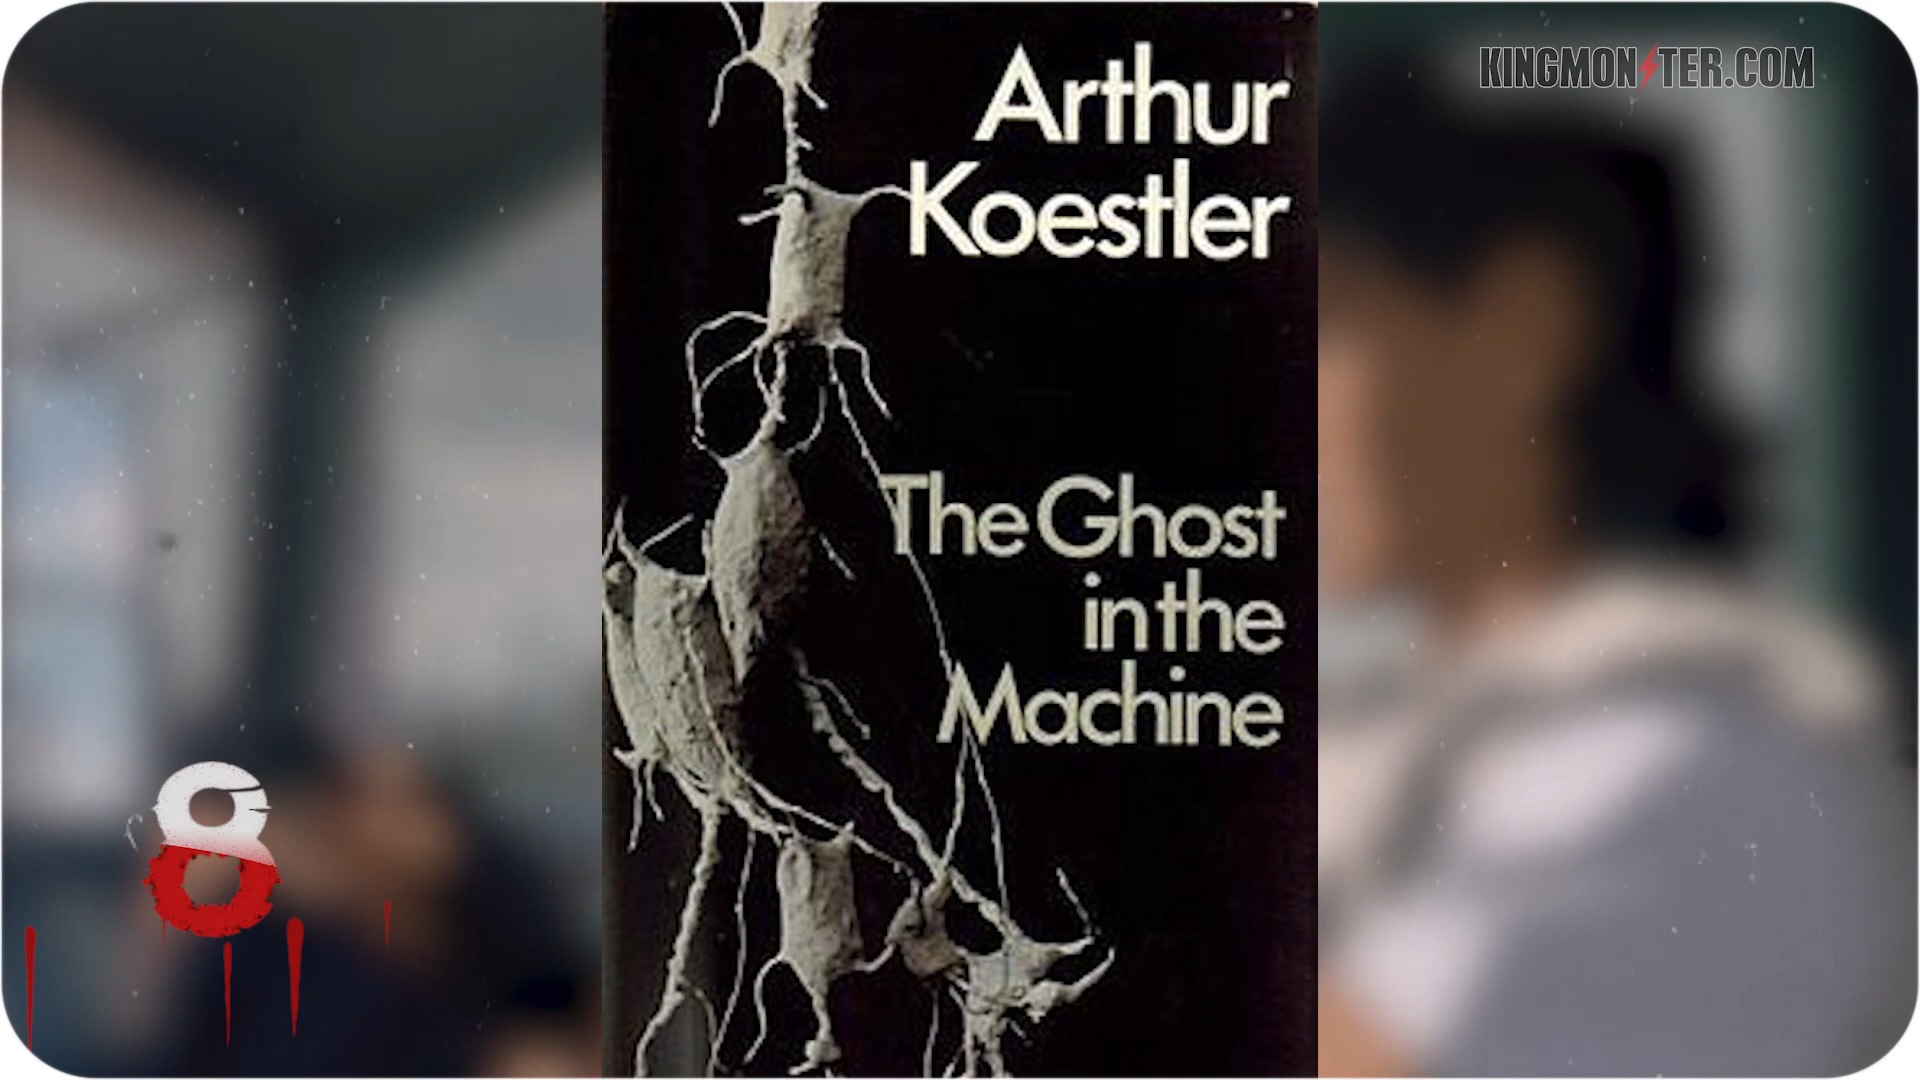 KINGMONSTER.COM
Arthur
Koestler
The Ghost
in the
Machine
8